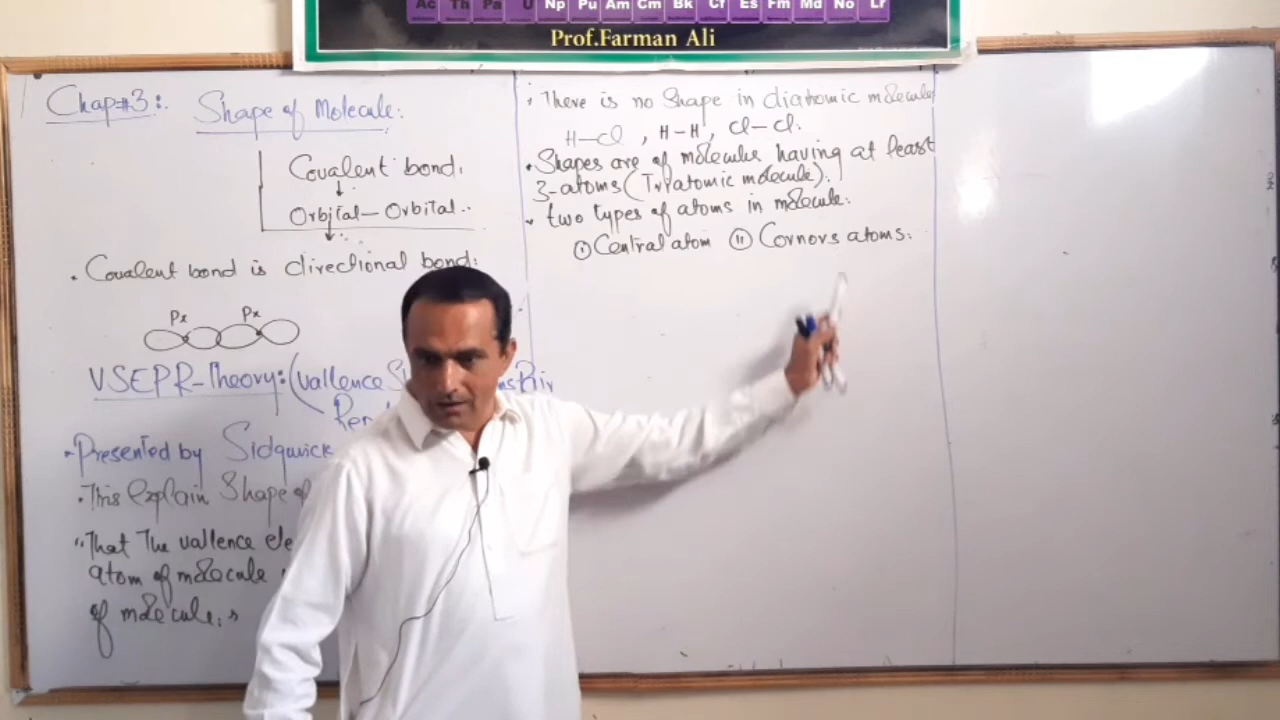 Ac Th Pa U Np Pu Am Cm Bk Cf Es Fm Md No Lr
Prof.Farman Ali
Chap#3:
Shape of Molecule:
Covalent bond.
Orbital-Orbital..
• Covalent bond is directional bond:
Px Px
VSEPR-Theory: (Vallence
• Presented by Sidgwick
• This explain Shape of
"That The vallence ele
atom of molecule
of molecule. "
• There is no Shape in diatomic molecule
H-Cl, H-H, Cl-Cl.
• Shapes are of molecules having at least
3-atoms (Triatomic molecule).
• two types of atoms in molecule.
(i) Central atom (ii) Cornors atoms.